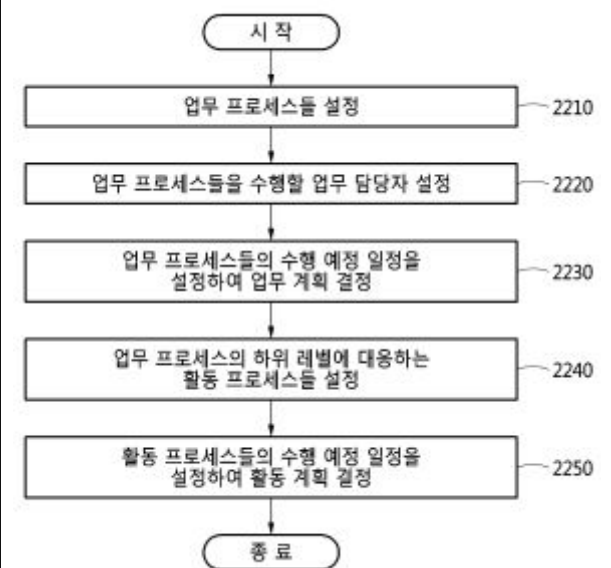 시 작
업무 프로세스들 설정
2210
업무 프로세스들을 수행할 업무 담당자 설정
2220
업무 프로세스들의 수행 예정 일정을
설정하여 업무 계획 결정
2230
업무 프로세스의 하위 레벨에 대응하는
활동 프로세스들 설정
2240
활동 프로세스들의 수행 예정 일정을
설정하여 활동 계획 결정
2250
종 료